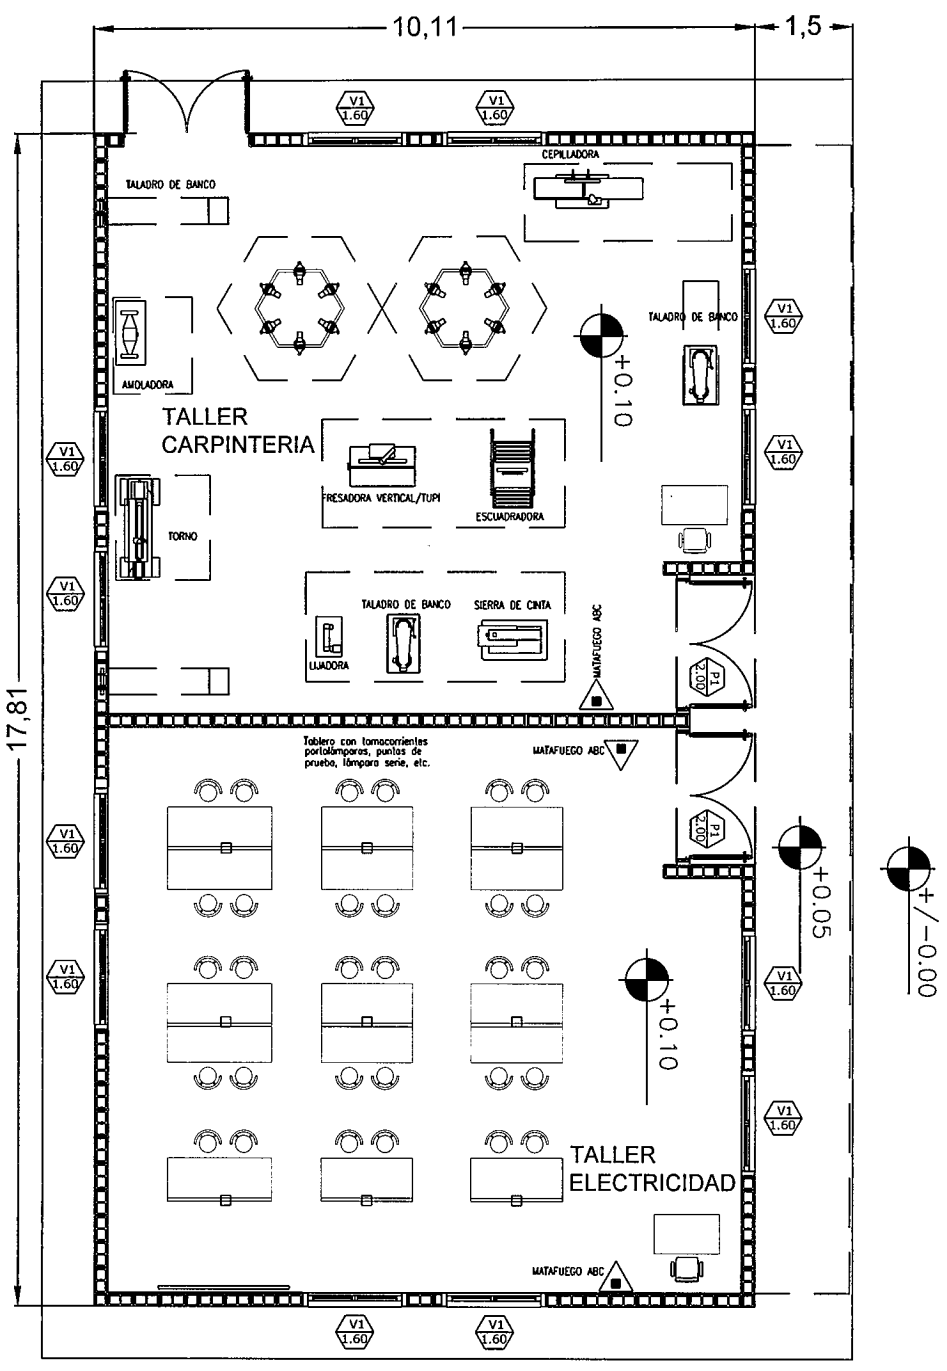 10,11
1,5
V1
1.60
V1
1.60
CEPILLADORA
TALADRO DE BANCO
V1
1.60
TALADRO DE BANCO
+0.10
AMOLADORA
TALLER
CARPINTERIA
V1
1.60
V1
1.60
FRESADORA VERTICAL/TUPI
ESCUADRADORA
TORNO
V1
1.60
TALADRO DE BANCO
SIERRA DE CINTA
LIJADORA
MATAFUEGO ABC
P1
2.00
17,81
Tablero con tomacorrientes
portalámparas, puntas de
prueba, lámpara serie, etc.
MATAFUEGO ABC
P1
2.00
V1
1.60
+0.05
+/-0.00
V1
1.60
V1
1.60
+0.10
V1
1.60
TALLER
ELECTRICIDAD
MATAFUEGO ABC
V1
1.60
V1
1.60